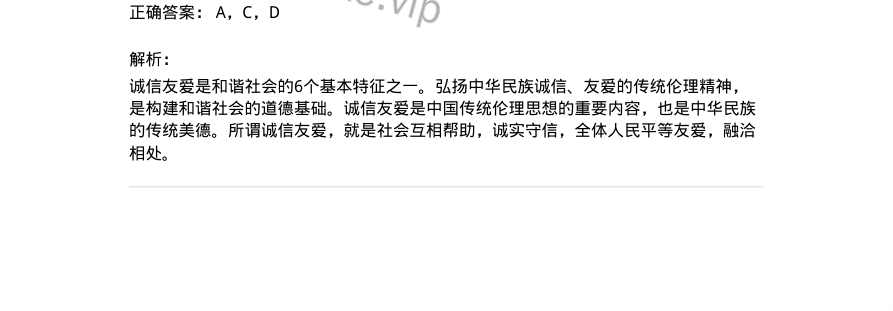 正确答案： A，C，D
解析：
诚信友爱是和谐社会的6个基本特征之一。弘扬中华民族诚信、友爱的传统伦理精神，
是构建和谐社会的道德基础。诚信友爱是中国传统伦理思想的重要内容，也是中华民族
的传统美德。所谓诚信友爱，就是社会互相帮助，诚实守信，全体人民平等友爱，融洽
相处。